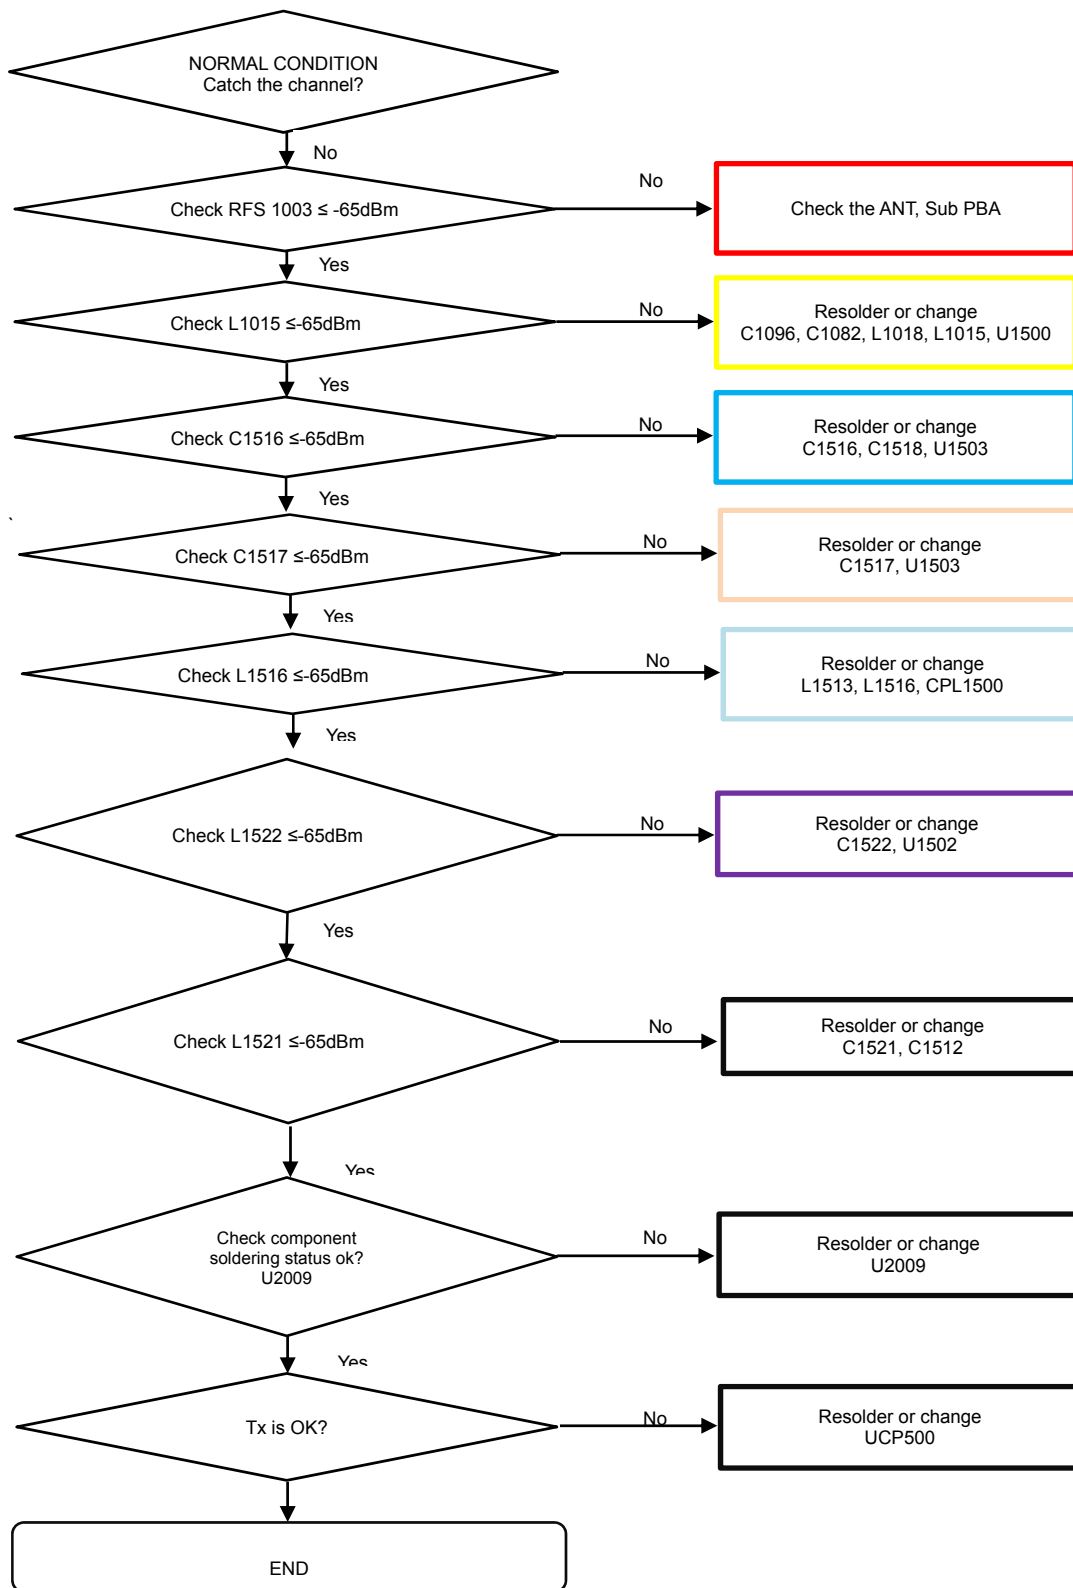 NORMAL CONDITION
Catch the channel?
No
Check RFS 1003 ≤ -65dBm
No
Check the ANT, Sub PBA
Yes
Check L1015 ≤-65dBm
No
Resolder or change
C1096, C1082, L1018, L1015, U1500
Yes
Check C1516 ≤-65dBm
No
Resolder or change
C1516, C1518, U1503
Yes
`
Check C1517 ≤-65dBm
No
Resolder or change
C1517, U1503
Yes
Check L1516 ≤-65dBm
No
Resolder or change
L1513, L1516, CPL1500
Yes
Check L1522 ≤-65dBm
No
Resolder or change
C1522, U1502
Yes
Check L1521 ≤-65dBm
No
Resolder or change
C1521, C1512
Yes
Check component
soldering status ok?
U2009
No
Resolder or change
U2009
Yes
Tx is OK?
No
Resolder or change
UCP500
END